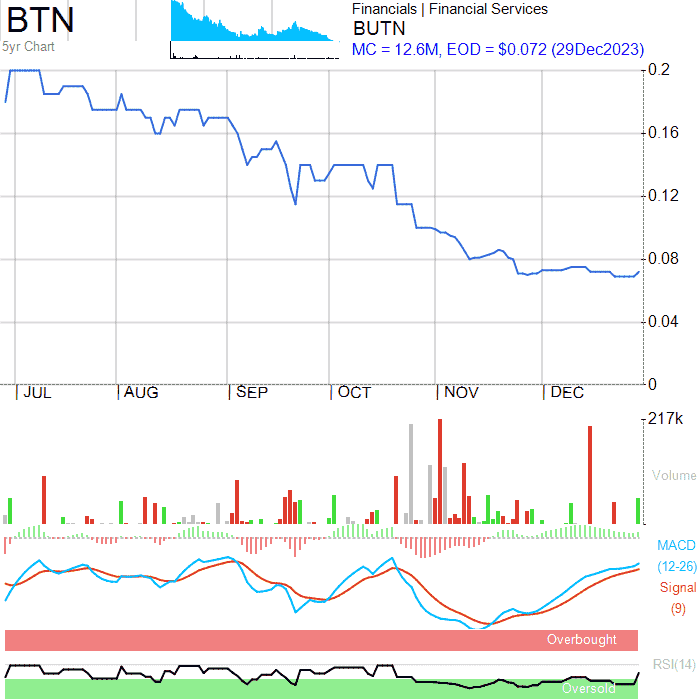 BTN
5yr Chart
Financials | Financial Services
BUTN
MC = 12.6M, EOD = $0.072 (29Dec2023)
0.2
0.16
0.12
0.08
0.04
0
JUL AUG SEP OCT NOV DEC
217k
Volume
MACD
(12-26)
Signal
(9)
Overbought
RSI(14)
Oversold